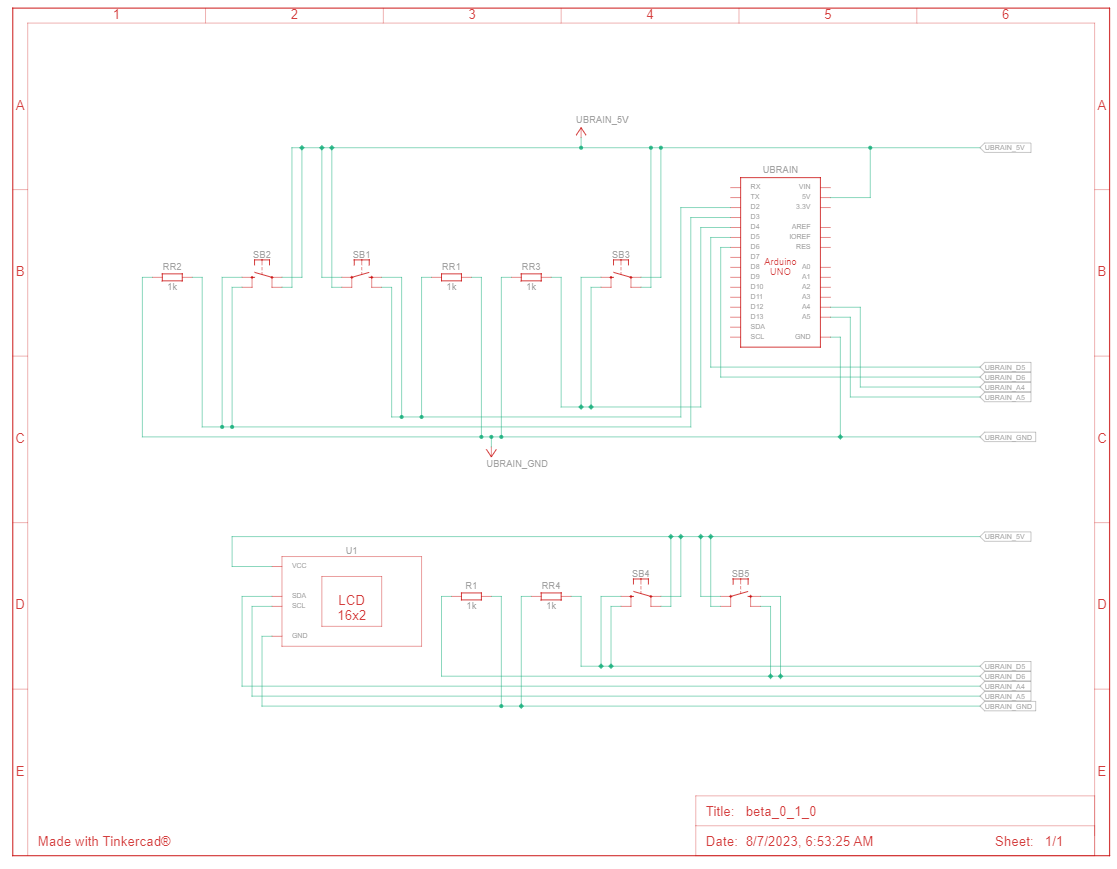 1 2 3 4 5 6
A A
UBRAIN_5V
UBRAIN_5V
UBRAIN
RX VIN
TX 5V
D2 3.3V
D3
D4 AREF
D5 IOREF
D6 RES
D7
D8 A0
D9 A1
D10 A2
D11 A3
D12 A4
D13 A5
SDA
SCL GND
Arduino
UNO
B B
SB2 SB1 SB3
RR2 RR1 RR3
1k 1k 1k
UBRAIN_D5
UBRAIN_D6
UBRAIN_A4
UBRAIN_A5
C UBRAIN_GND C
UBRAIN_GND
UBRAIN_5V
U1
VCC
SDA
SCL
GND
LCD
16x2
SB4 SB5
R1 RR4
1k 1k
D D
UBRAIN_D5
UBRAIN_D6
UBRAIN_A4
UBRAIN_A5
UBRAIN_GND
E E
Title: beta_0_1_0
Made with Tinkercad® Date: 8/7/2023, 6:53:25 AM Sheet: 1/1